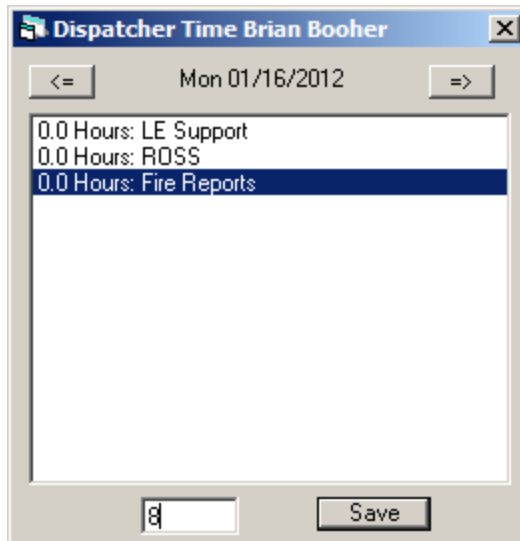 Dispatcher Time Brian Booher
<= Mon 01/16/2012 =>
0.0 Hours: LE Support
0.0 Hours: ROSS
0.0 Hours: Fire Reports
8 Save